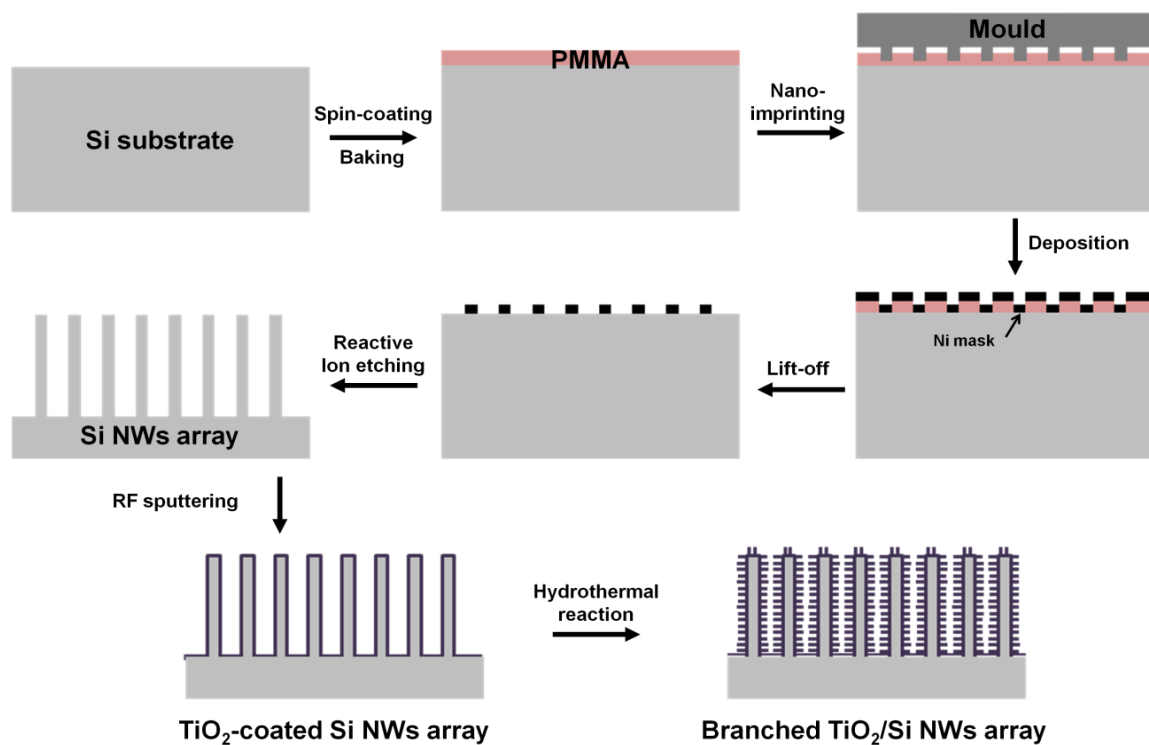 Si substrate
Spin-coating
Baking
PMMA
Nano-
imprinting
Mould
Deposition
Ni mask
Lift-off
Reactive
Ion etching
Si NWs array
RF sputtering
TiO₂-coated Si NWs array
Hydrothermal
reaction
Branched TiO₂/Si NWs array